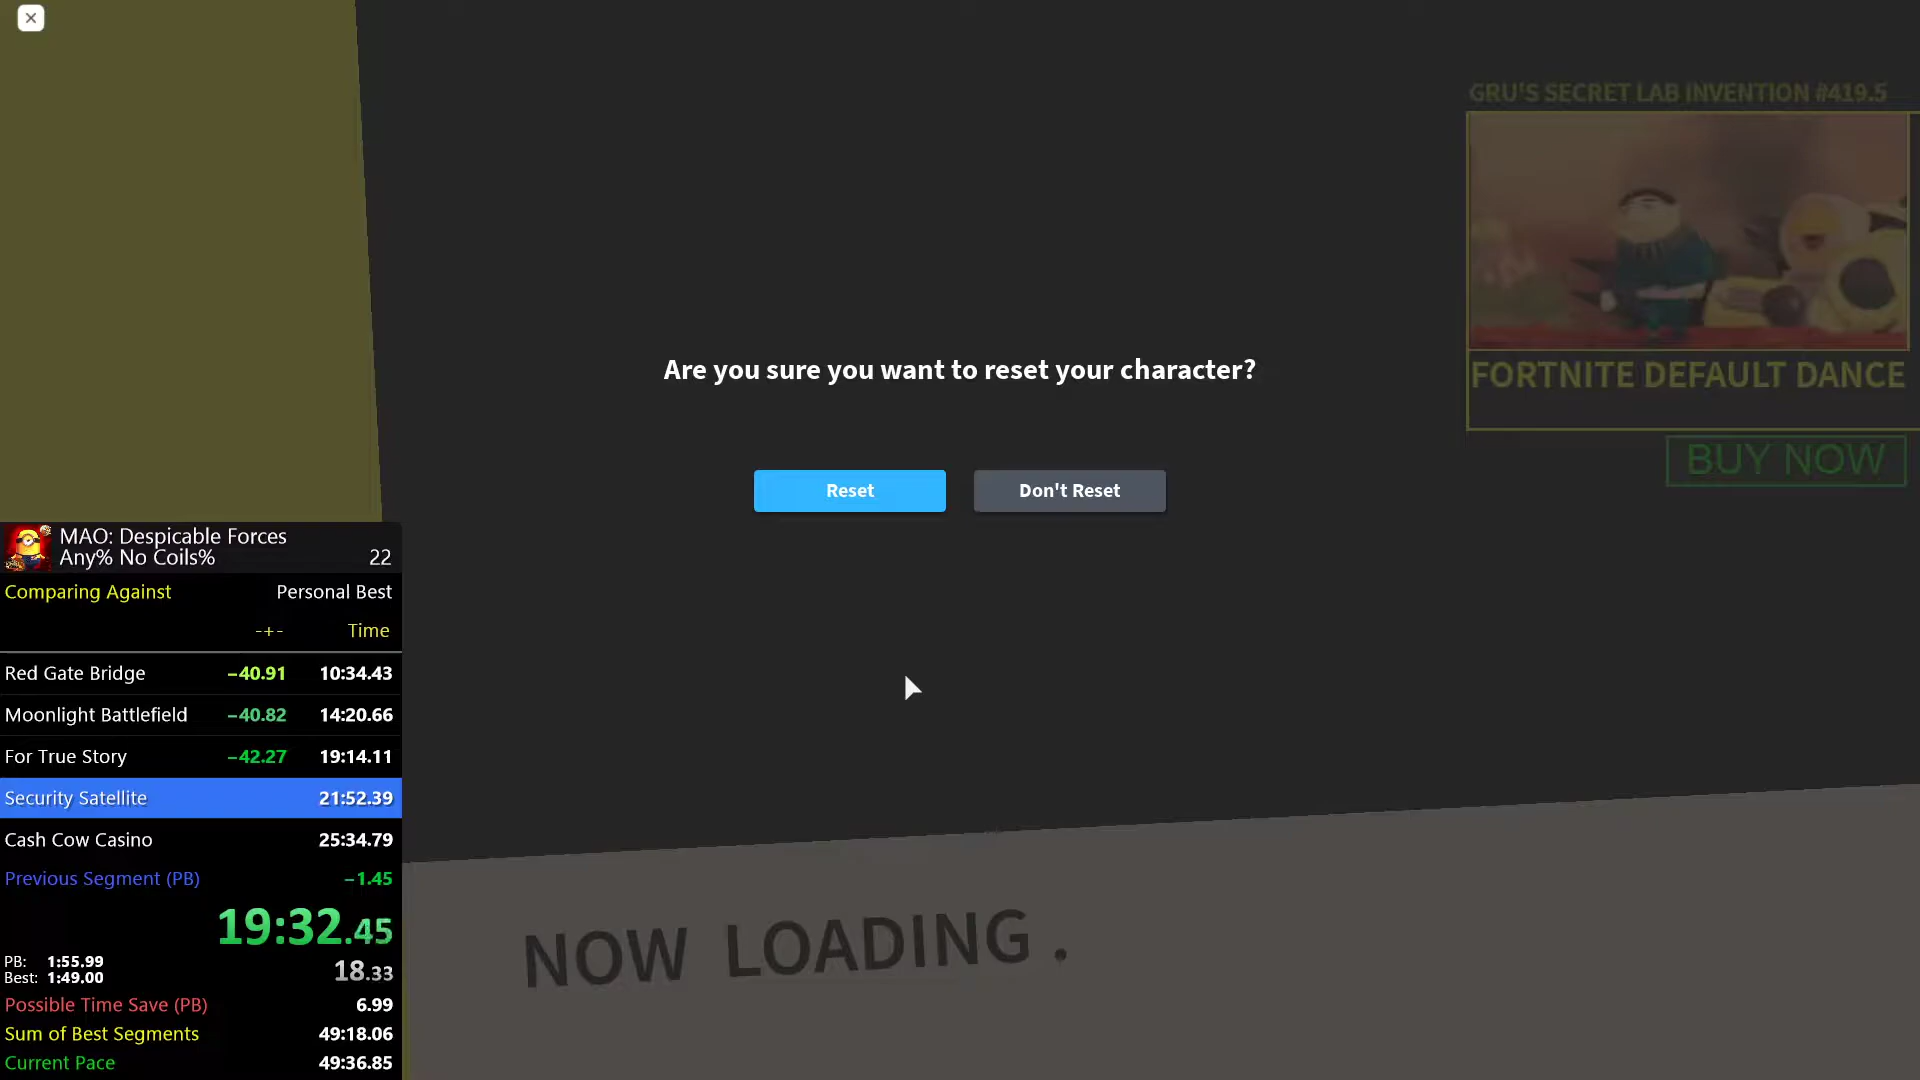 GRU'S SECRET LAB INVENTION #419.5
FORTNITE DEFAULT DANCE
BUY NOW
Are you sure you want to reset your character?
Reset
Don't Reset
MAO: Despicable Forces
Any% No Coils%
22
Comparing Against Personal Best
-+- Time
Red Gate Bridge −40.91 10:34.43
Moonlight Battlefield −40.82 14:20.66
For True Story −42.27 19:14.11
Security Satellite 21:52.39
Cash Cow Casino 25:34.79
Previous Segment (PB) −1.45
19:32.45
PB: 1:55.99
Best: 1:49.00
18.33
Possible Time Save (PB) 6.99
Sum of Best Segments 49:18.06
Current Pace 49:36.85
NOW LOADING .